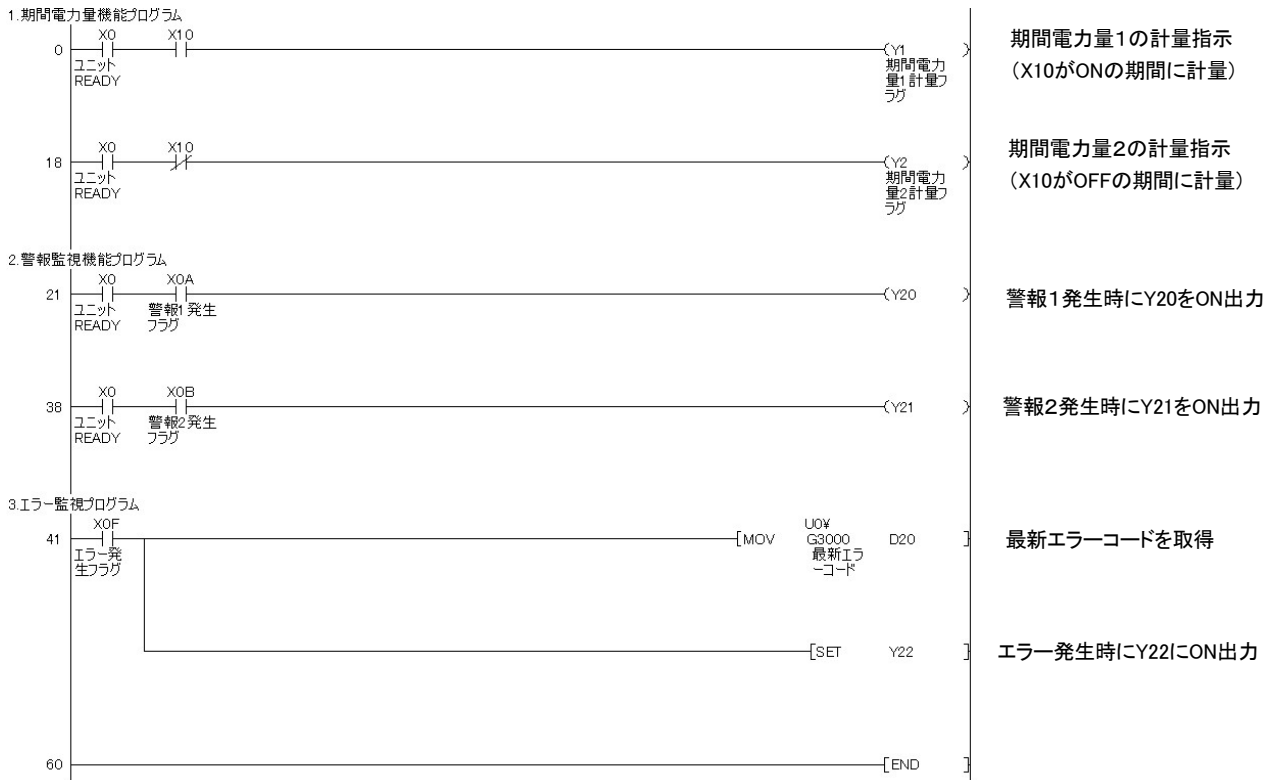 1.期間電力量機能プログラム
X0 X10
0 (Y1 )
ユニット
READY
期間電力
量1計量フ
ラグ
期間電力量1の計量指示
(X10がONの期間に計量)
X0 X10
18 (Y2 )
ユニット
READY
期間電力
量2計量フ
ラグ
期間電力量2の計量指示
(X10がOFFの期間に計量)
2.警報監視機能プログラム
X0 X0A
21 (Y20 )
ユニット
READY
警報1発生
フラグ
警報1発生時にY20をON出力
X0 X0B
38 (Y21 )
ユニット
READY
警報2発生
フラグ
警報2発生時にY21をON出力
3.エラー監視プログラム
X0F
41 [MOV U0¥G3000 D20 ]
エラー発
生フラグ
最新エラ
ーコード
最新エラーコードを取得
[SET Y22 ]
エラー発生時にY22にON出力
60 [END ]